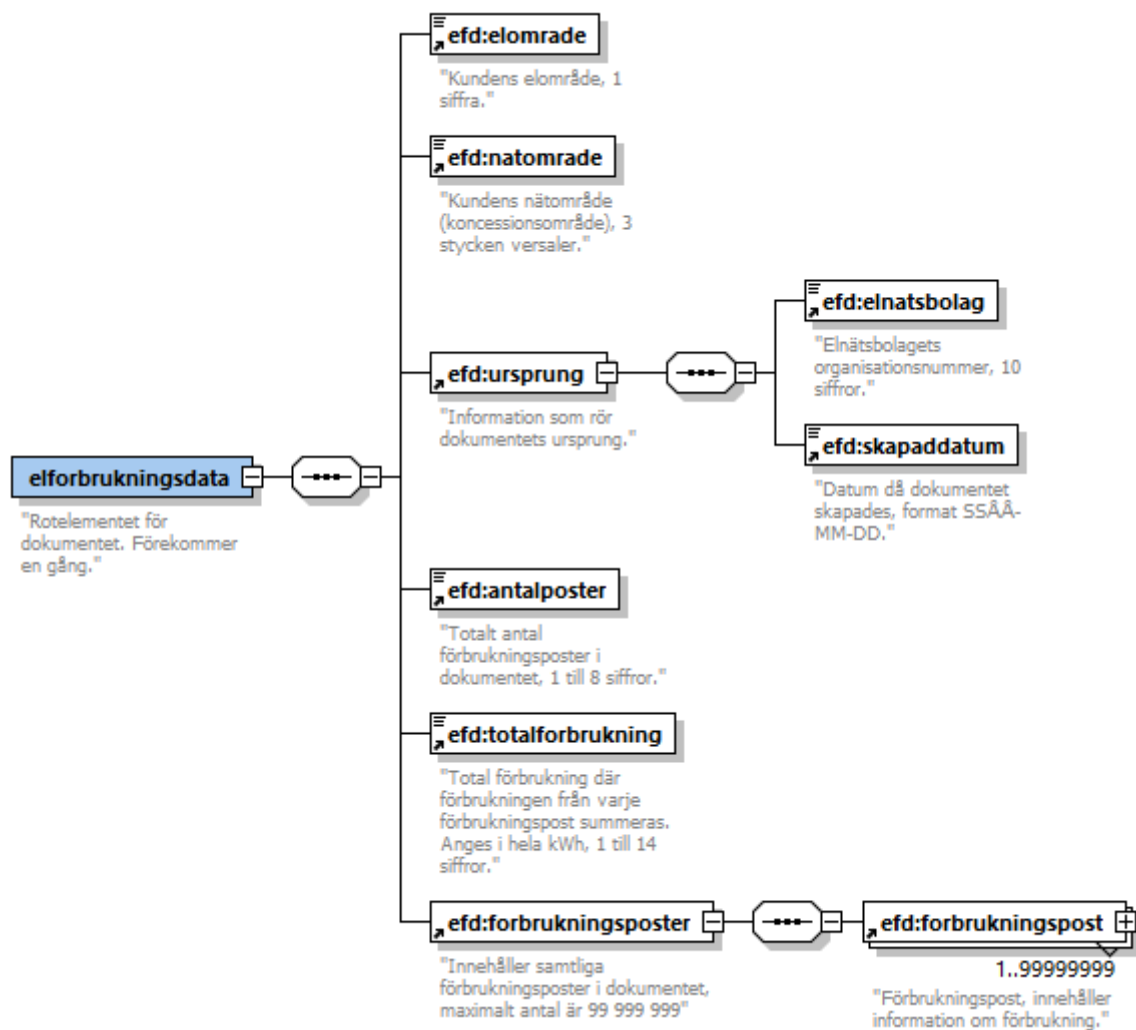 efd:elomrade
"Kundens elområde, 1
siffra."
efd:natomrade
"Kundens nätområde
(koncessionsområde), 3
stycken versaler."
efd:elnatsbolag
"Elnätsbolagets
organisationsnummer, 10
siffror."
efd:ursprung
"Information som rör
dokumentets ursprung."
efd:skapaddatum
"Datum då dokumentet
skapades, format SSÅÅ-
MM-DD."
elforbrukningsdata
"Rotelementet för
dokumentet. Förekommer
en gång."
efd:antalposter
"Totalt antal
förbrukningsposter i
dokumentet, 1 till 8 siffror."
efd:totalforbrukning
"Total förbrukning där
förbrukningen från varje
förbrukningspost summeras.
Anges i hela kWh, 1 till 14
siffror."
efd:forbrukningsposter
"Innehåller samtliga
förbrukningsposter i dokumentet,
maximalt antal är 99 999 999"
efd:forbrukningspost
1..99999999
"Förbrukningspost, innehåller
information om förbrukning."